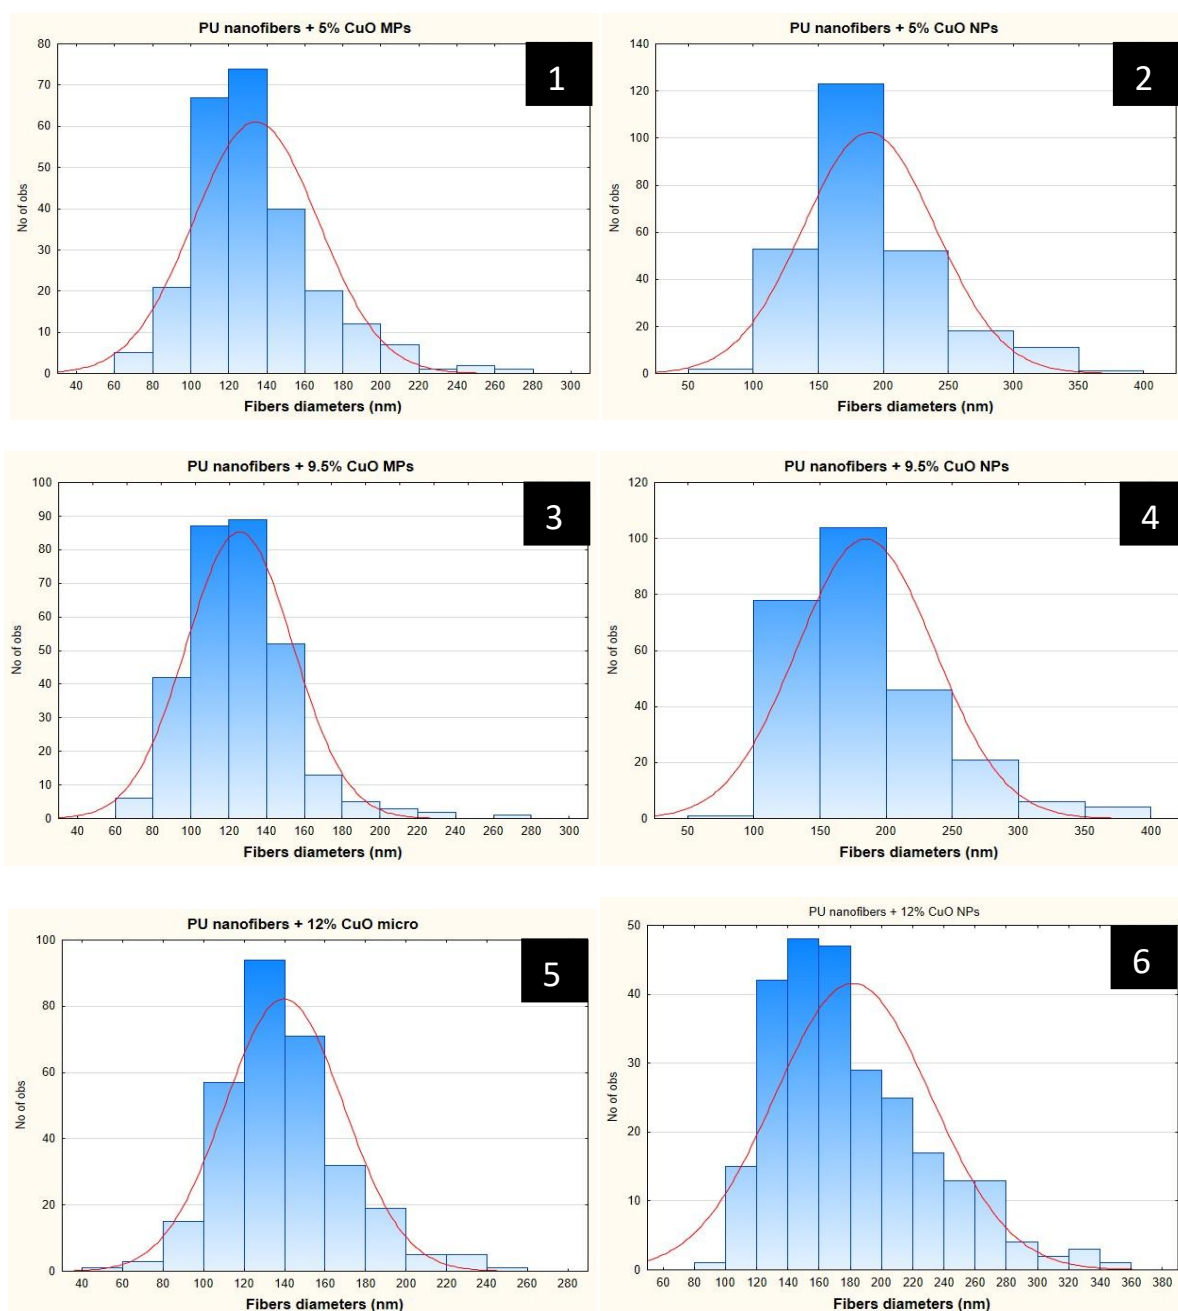 PU nanofibers + 5% CuO MPs
1
80
70
60
50
40
30
20
10
0
No of obs
40 60 80 100 120 140 160 180 200 220 240 260 280 300
Fibers diameters (nm)
PU nanofibers + 5% CuO NPs
2
140
120
100
80
60
40
20
0
No of obs
50 100 150 200 250 300 350 400
Fibers diameters (nm)
PU nanofibers + 9.5% CuO MPs
3
100
90
80
70
60
50
40
30
20
10
0
No of obs
40 60 80 100 120 140 160 180 200 220 240 260 280 300
Fibers diameters (nm)
PU nanofibers + 9.5% CuO NPs
4
120
100
80
60
40
20
0
No of obs
50 100 150 200 250 300 350 400
Fibers diameters (nm)
PU nanofibers + 12% CuO micro
5
100
80
60
40
20
0
No of obs
40 60 80 100 120 140 160 180 200 220 240 260 280
Fibers diameters (nm)
PU nanofibers + 12% CuO NPs
6
50
40
30
20
10
0
No of obs
60 80 100 120 140 160 180 200 220 240 260 280 300 320 340 360 380
Fibers diameters (nm)